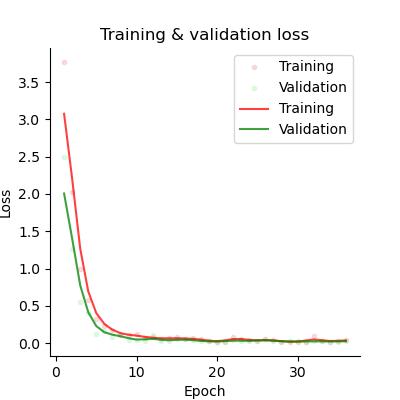 Training & validation loss
Training
Validation
Training
Validation
Loss
3.5
3.0
2.5
2.0
1.5
1.0
0.5
0.0
0 10 20 30
Epoch